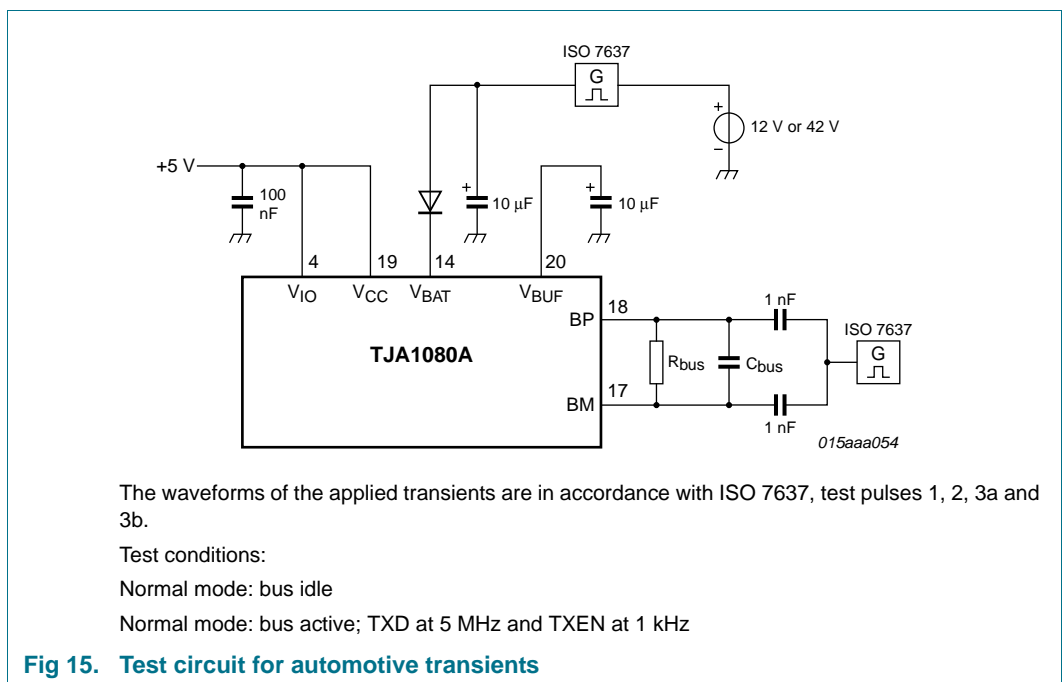 ISO 7637
G
12 V or 42 V
+
−
+5 V
100
nF
+
10 μF
+
10 μF
4
19
14
20
VIO
VCC
VBAT
VBUF
TJA1080A
BP
18
BM
17
Rbus
Cbus
1 nF
1 nF
ISO 7637
G
015aaa054
The waveforms of the applied transients are in accordance with ISO 7637, test pulses 1, 2, 3a and
3b.
Test conditions:
Normal mode: bus idle
Normal mode: bus active; TXD at 5 MHz and TXEN at 1 kHz
Fig 15. Test circuit for automotive transients